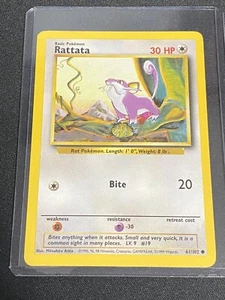 Basic Pokémon
Rattata 30 HP
Rat Pokémon. Length: 1' 0", Weight: 8 lb.
Bite 20
weakness resistance retreat cost
-30
Bites anything when it attacks. Small and very quick, it is a
common sight in many places. LV. 9 #19
Illus. Mitsuhiro Arita
61/102